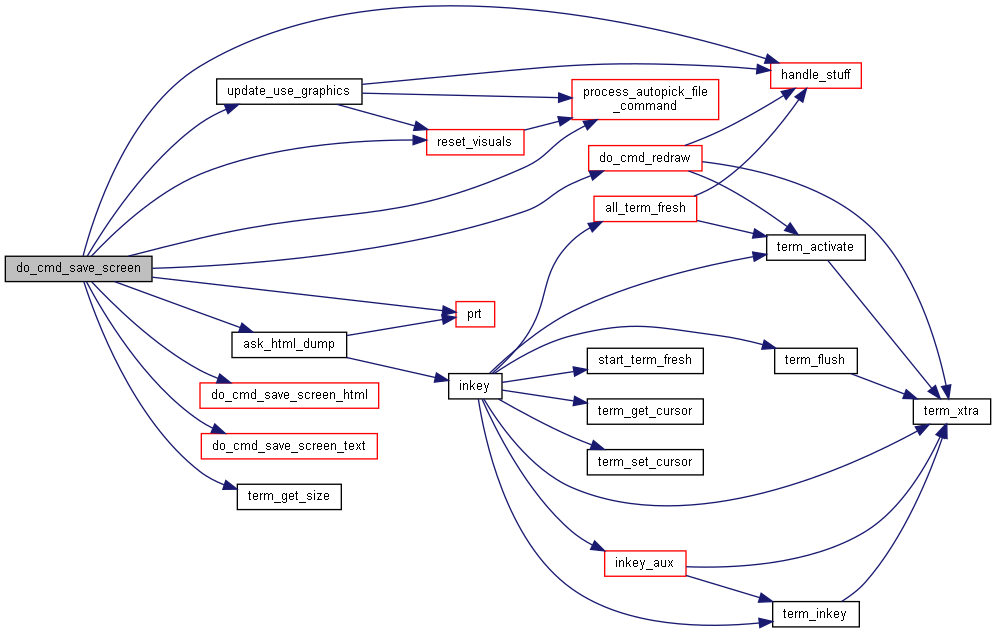 handle_stuff
update_use_graphics
process_autopick_file
_command
reset_visuals
do_cmd_redraw
all_term_fresh
term_activate
do_cmd_save_screen
prt
ask_html_dump
start_term_fresh
term_flush
inkey
do_cmd_save_screen_html
term_get_cursor
term_xtra
do_cmd_save_screen_text
term_set_cursor
term_get_size
inkey_aux
term_inkey